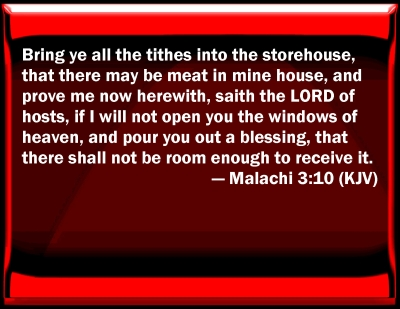 Bring ye all the tithes into the storehouse,
that there may be meat in mine house, and
prove me now herewith, saith the LORD of
hosts, if I will not open you the windows of
heaven, and pour you out a blessing, that
there shall not be room enough to receive it.
— Malachi 3:10 (KJV)